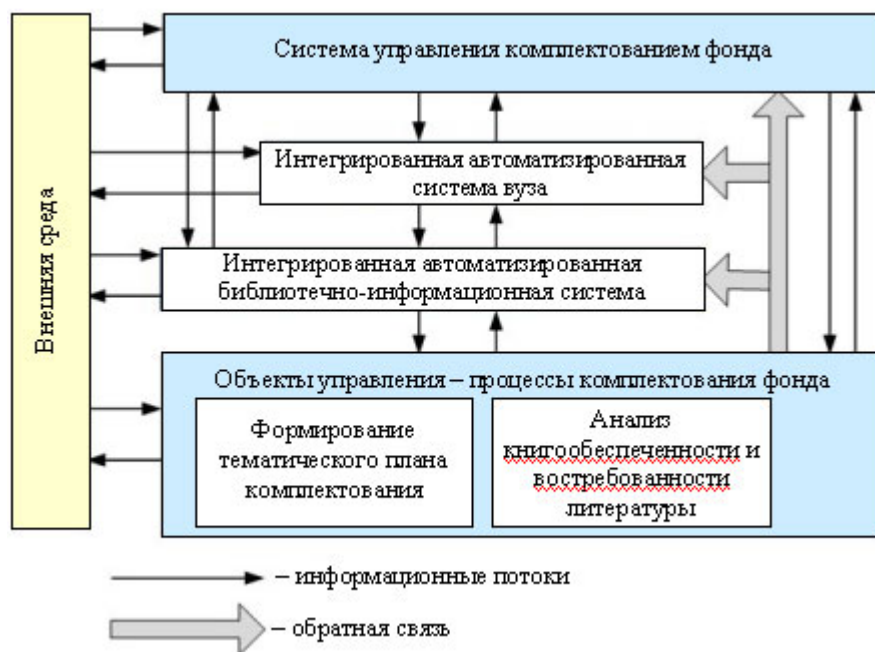 Внешняя среда
Система управления комплектованием фонда
Интегрированная автоматизированная
система вуза
Интегрированная автоматизированная
библиотечно-информационная система
Объекты управления – процессы комплектования фонда
Формирование
тематического плана
комплектования
Анализ
книгообеспеченности и
востребованности
литературы
– информационные потоки
– обратная связь